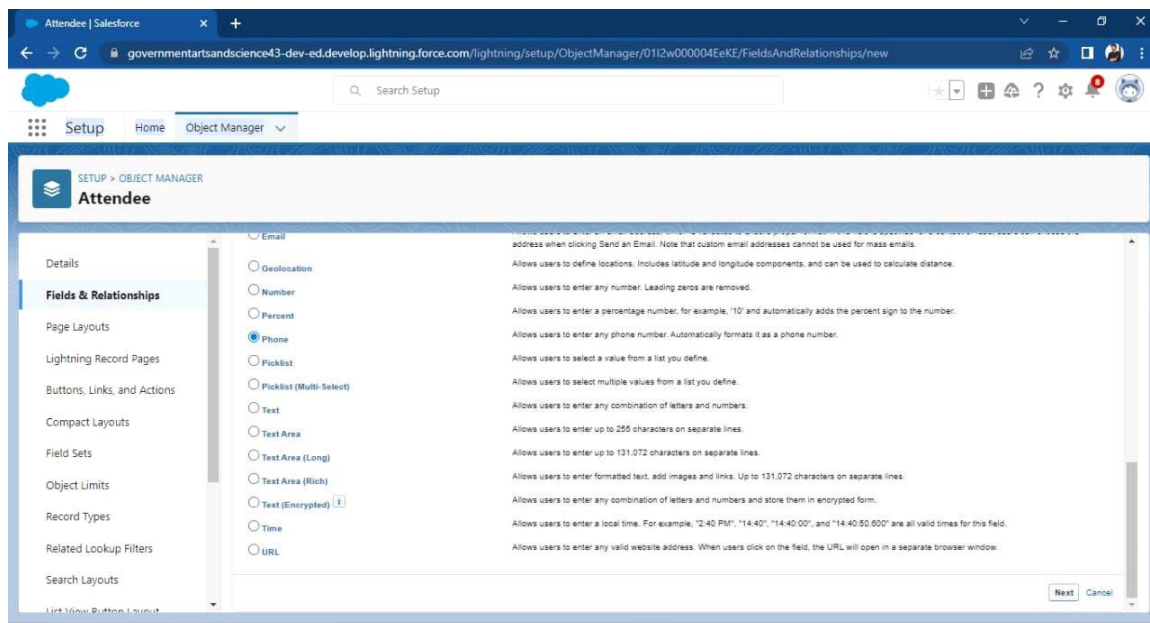 Attendee | Salesforce
governmentartsandscience43-dev-ed.develop.lightning.force.com/lightning/setup/ObjectManager/01I2w000004EeKE/FieldsAndRelationships/new
Search Setup
Setup Home Object Manager
SETUP > OBJECT MANAGER
Attendee
Details
Fields & Relationships
Page Layouts
Lightning Record Pages
Buttons, Links, and Actions
Compact Layouts
Field Sets
Object Limits
Record Types
Related Lookup Filters
Search Layouts
List View Button Layout
Email
address when clicking Send an Email. Note that custom email addresses cannot be used for mass emails.
Geolocation Allows users to define locations. Includes latitude and longitude components, and can be used to calculate distance.
Number Allows users to enter any number. Leading zeros are removed.
Percent Allows users to enter a percentage number, for example, '10' and automatically adds the percent sign to the number.
Phone Allows users to enter any phone number. Automatically formats it as a phone number.
Picklist Allows users to select a value from a list you define.
Picklist (Multi-Select) Allows users to select multiple values from a list you define.
Text Allows users to enter any combination of letters and numbers.
Text Area Allows users to enter up to 255 characters on separate lines.
Text Area (Long) Allows users to enter up to 131,072 characters on separate lines.
Text Area (Rich) Allows users to enter formatted text, add images and links. Up to 131,072 characters on separate lines.
Text (Encrypted) i Allows users to enter any combination of letters and numbers and store them in encrypted form.
Time Allows users to enter a local time. For example, "2:40 PM", "14:40", "14:40:00", and "14:40:50.600" are all valid times for this field.
URL Allows users to enter any valid website address. When users click on the field, the URL will open in a separate browser window.
Next Cancel